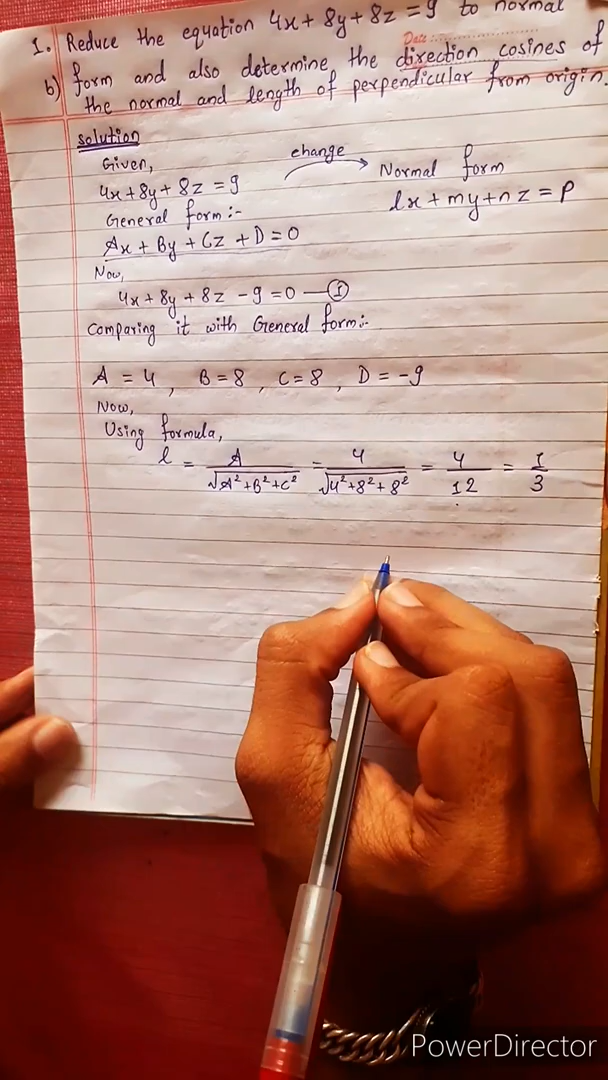 1. Reduce the equation 4x + 8y + 8z = 9 to normal
Date
b) form and also determine the direction cosines of
the normal and length of perpendicular from origin.
solution
Given,
change
4x + 8y + 8z = 9
Normal form
lx + my + nz = P
General form:-
Ax + By + Cz + D = 0
Now,
4x + 8y + 8z - 9 = 0 — ①
Comparing it with General form:-
A = 4 , B = 8 , C = 8 , D = -9
Now,
Using formula,
l = A/√A²+B²+C² = 4/√4²+8²+8² = 4/12 = 1/3
PowerDirector